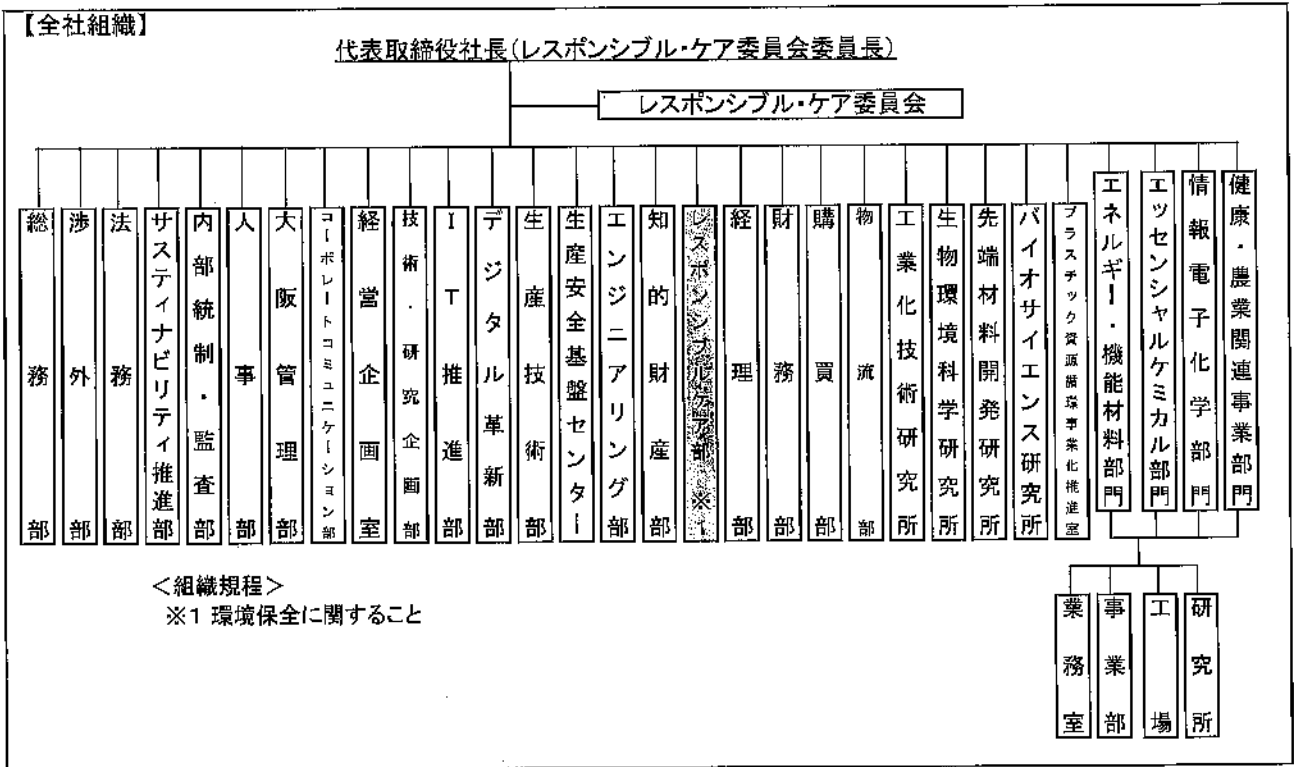 【全社組織】
代表取締役社長(レスポンシブル・ケア委員会委員長)
レスポンシブル・ケア委員会
総務部
渉外部
法務部
サスティナビリティ推進部
内部統制・監査部
人事部
大阪管理部
コーポレートコミュニケーション部
経営企画室
技術・研究企画部
IT推進部
デジタル革新部
生産技術部
生産安全基盤センター
エンジニアリング部
知的財産部
レスポンシブルケア部 ※1
経理部
財務部
購買部
物流部
工業化技術研究所
生物環境科学研究所
先端材料開発研究所
バイオサイエンス研究所
プラスチック資源循環事業化推進室
エネルギー・機能材料部門
エッセンシャルケミカル部門
情報電子化学部門
健康・農業関連事業部門
業務室
事業部
工場
研究所
<組織規程>
※1 環境保全に関すること